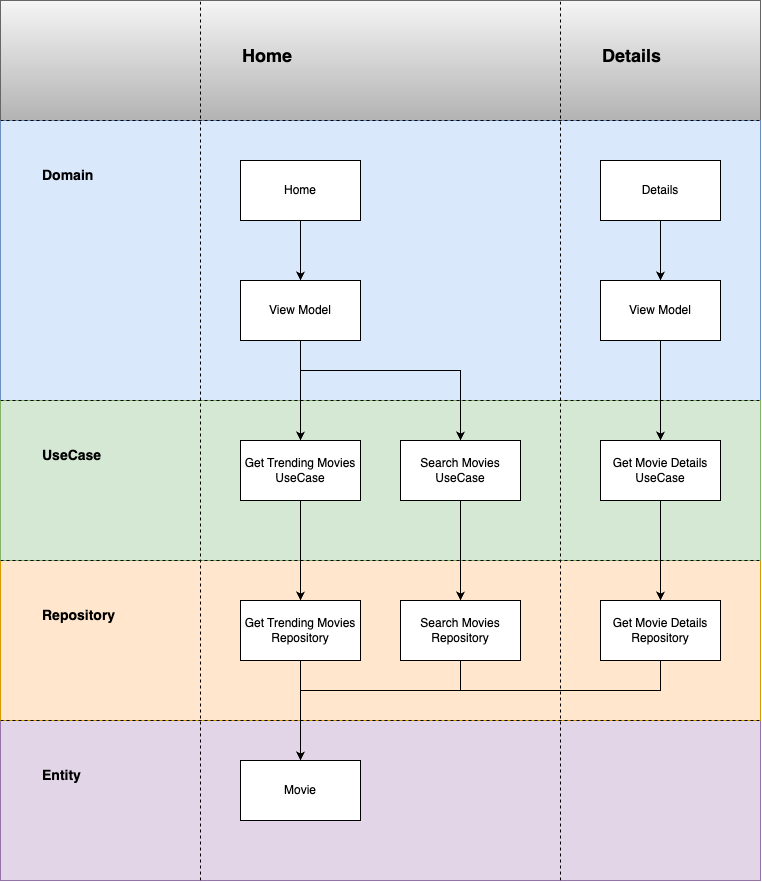 Home
Details
Domain
Home
Details
View Model
View Model
UseCase
Get Trending Movies
UseCase
Search Movies
UseCase
Get Movie Details
UseCase
Repository
Get Trending Movies
Repository
Search Movies
Repository
Get Movie Details
Repository
Entity
Movie